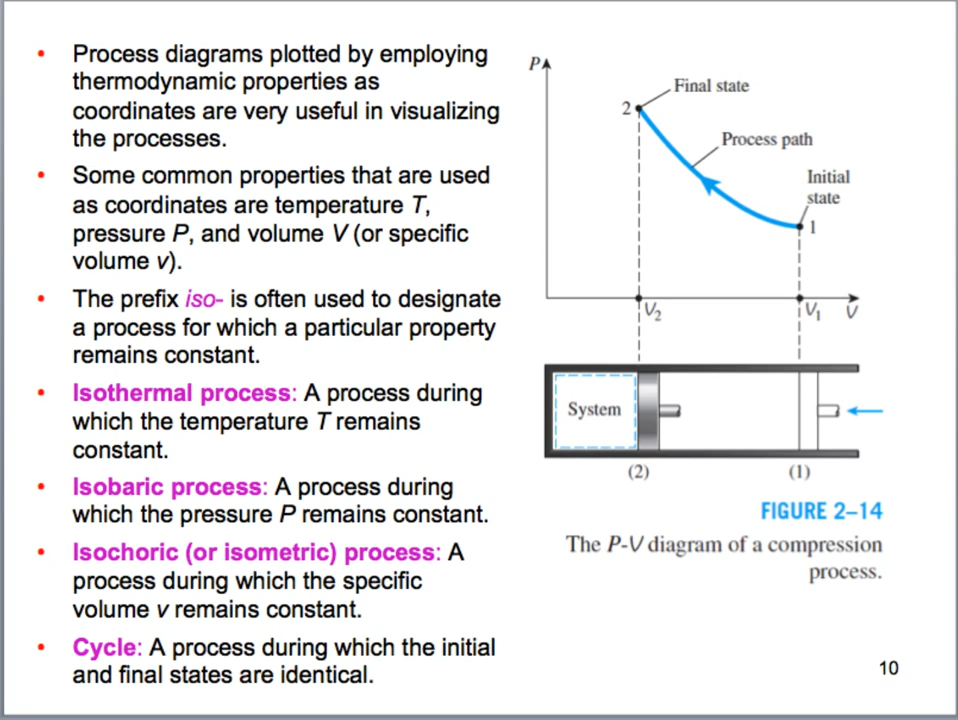 • Process diagrams plotted by employing
thermodynamic properties as
coordinates are very useful in visualizing
the processes.
• Some common properties that are used
as coordinates are temperature T,
pressure P, and volume V (or specific
volume v).
• The prefix iso- is often used to designate
a process for which a particular property
remains constant.
• Isothermal process: A process during
which the temperature T remains
constant.
• Isobaric process: A process during
which the pressure P remains constant.
• Isochoric (or isometric) process: A
process during which the specific
volume v remains constant.
• Cycle: A process during which the initial
and final states are identical.
P
Final state
2
Process path
Initial
state
1
V2
V1
V
System
(2)
(1)
FIGURE 2–14
The P-V diagram of a compression
process.
10